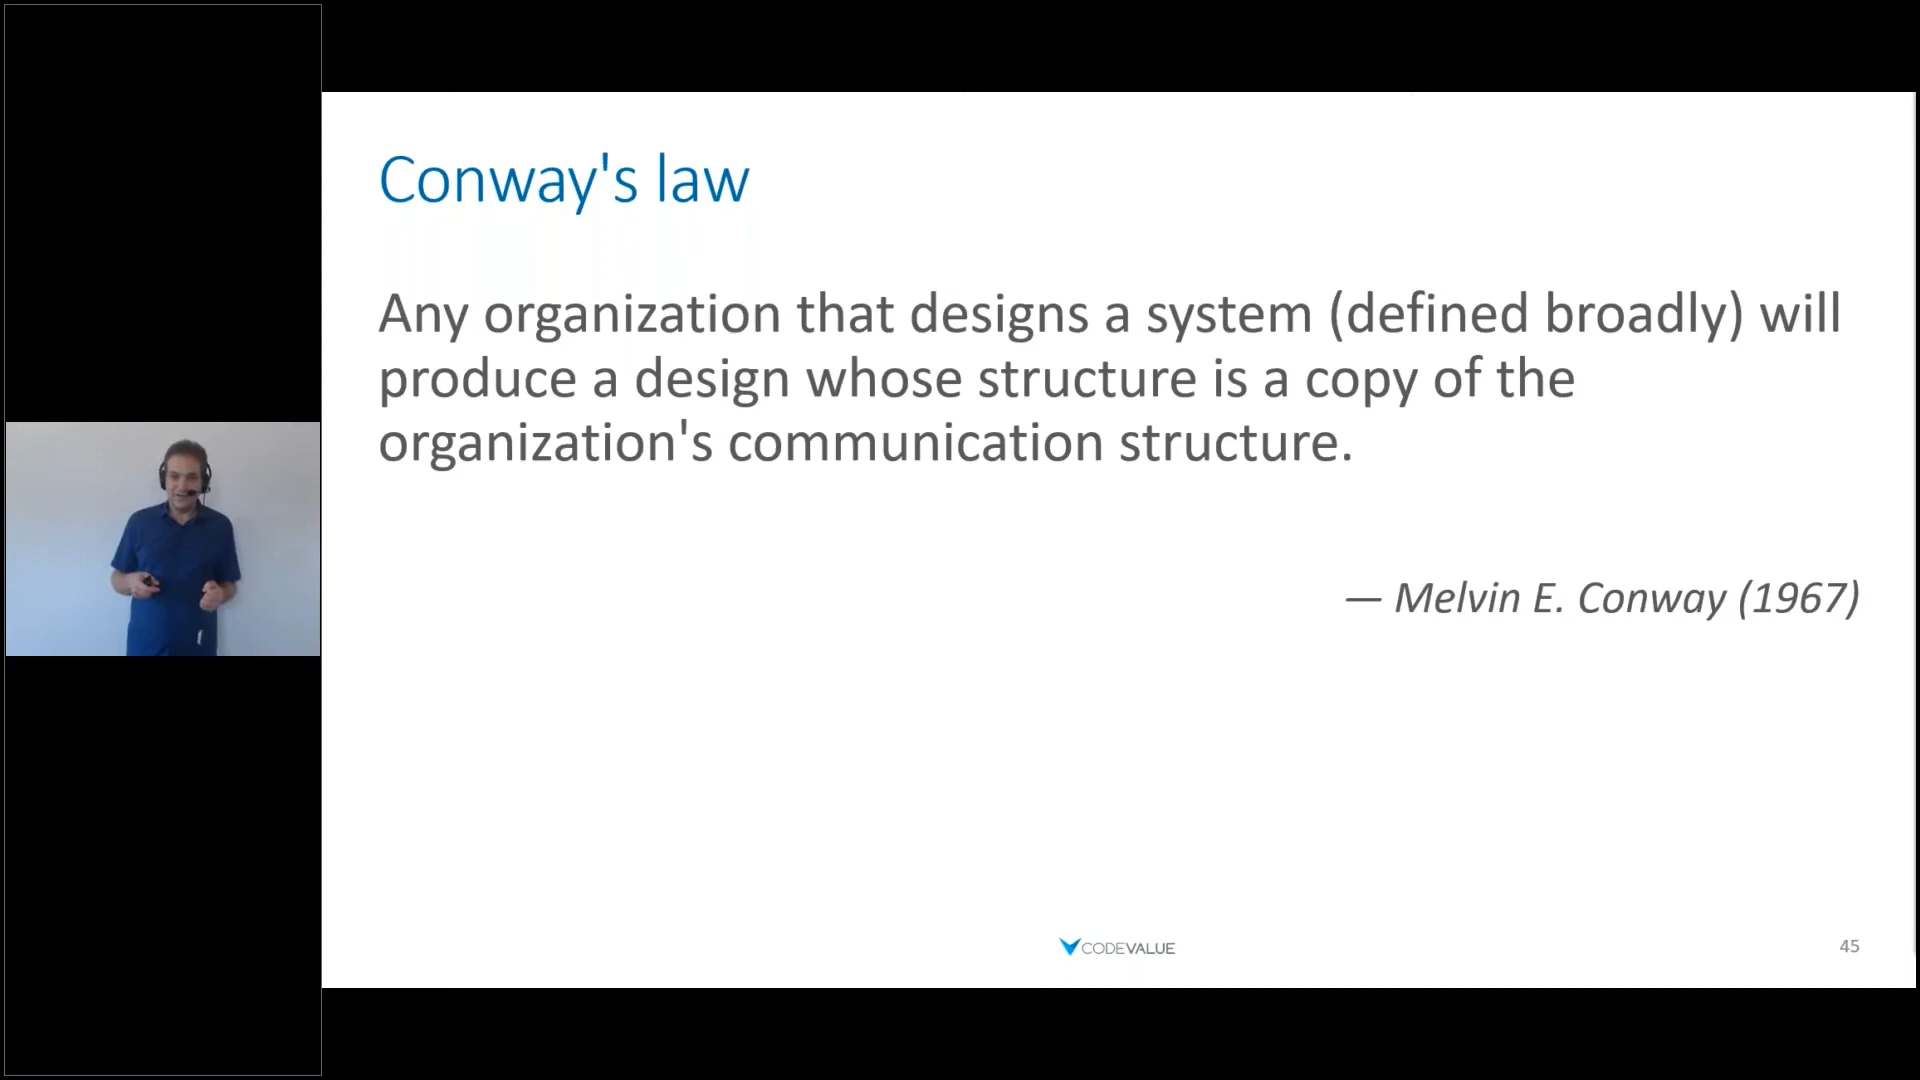 Conway's law
Any organization that designs a system (defined broadly) will
produce a design whose structure is a copy of the
organization's communication structure.
— Melvin E. Conway (1967)
CODEVALUE
45